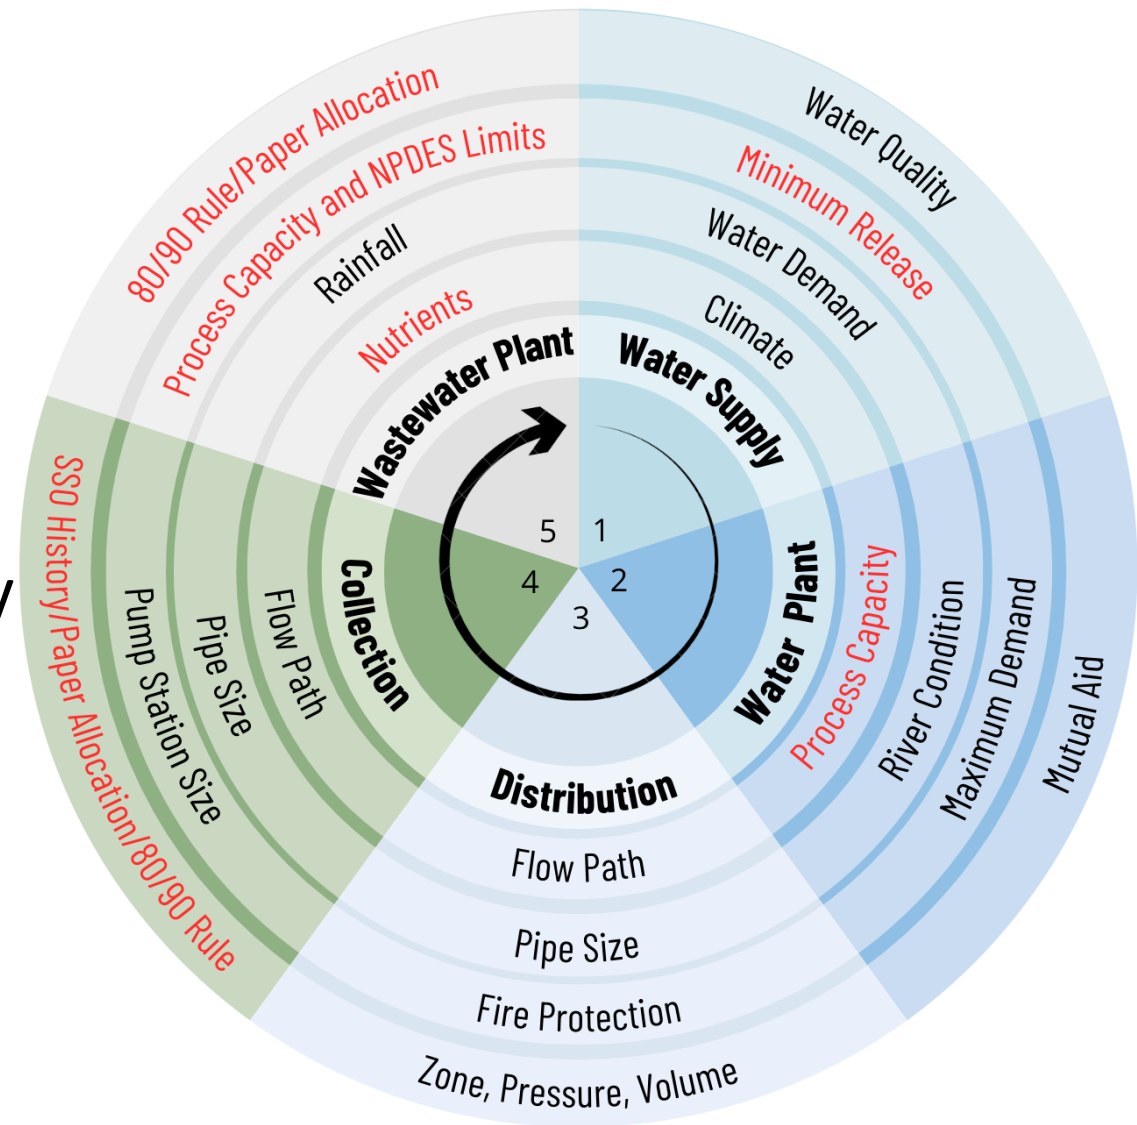 80/90 Rule/Paper Allocation
Process Capacity and NPDES Limits
Rainfall
Nutrients
Wastewater Plant
5
Water Quality
Minimum Release
Water Demand
Climate
Water Supply
1
Water Plant
2
Process Capacity
River Condition
Maximum Demand
Mutual Aid
3
Distribution
Flow Path
Pipe Size
Fire Protection
Zone, Pressure, Volume
4
Collection
Flow Path
Pipe Size
Pump Station Size
SSO History/Paper Allocation/80/90 Rule
y